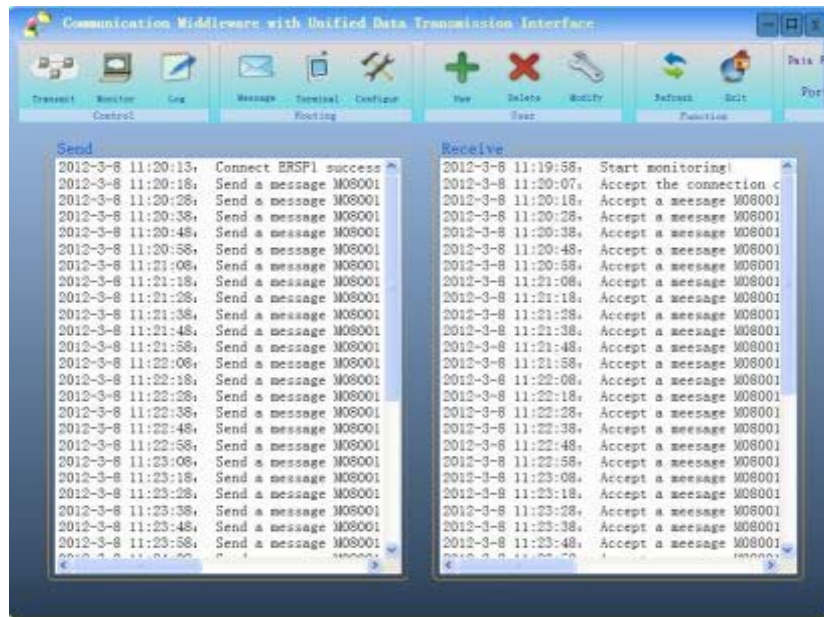 Communication Middleware with Unified Data Transmission Interface
Transmit Monitor Log Message Terminal Configur New Delete Modify Refresh Exit
Data
Control Routing User Function
Por
Send
2012-3-8 11:20:13, Connect ERSP1 success
2012-3-8 11:20:18, Send a message M08001
2012-3-8 11:20:28, Send a message M08001
2012-3-8 11:20:38, Send a message M08001
2012-3-8 11:20:48, Send a message M08001
2012-3-8 11:20:58, Send a message M08001
2012-3-8 11:21:08, Send a message M08001
2012-3-8 11:21:18, Send a message M08001
2012-3-8 11:21:28, Send a message M08001
2012-3-8 11:21:38, Send a message M08001
2012-3-8 11:21:48, Send a message M08001
2012-3-8 11:21:58, Send a message M08001
2012-3-8 11:22:08, Send a message M08001
2012-3-8 11:22:18, Send a message M08001
2012-3-8 11:22:28, Send a message M08001
2012-3-8 11:22:38, Send a message M08001
2012-3-8 11:22:48, Send a message M08001
2012-3-8 11:22:58, Send a message M08001
2012-3-8 11:23:08, Send a message M08001
2012-3-8 11:23:18, Send a message M08001
2012-3-8 11:23:28, Send a message M08001
2012-3-8 11:23:38, Send a message M08001
2012-3-8 11:23:48, Send a message M08001
2012-3-8 11:23:58, Send a message M08001
Receive
2012-3-8 11:19:58, Start monitoring!
2012-3-8 11:20:07, Accept the connection c
2012-3-8 11:20:18, Accept a meesage M08001
2012-3-8 11:20:28, Accept a meesage M08001
2012-3-8 11:20:38, Accept a meesage M08001
2012-3-8 11:20:48, Accept a meesage M08001
2012-3-8 11:20:58, Accept a meesage M08001
2012-3-8 11:21:08, Accept a meesage M08001
2012-3-8 11:21:18, Accept a meesage M08001
2012-3-8 11:21:28, Accept a meesage M08001
2012-3-8 11:21:38, Accept a meesage M08001
2012-3-8 11:21:48, Accept a meesage M08001
2012-3-8 11:21:58, Accept a meesage M08001
2012-3-8 11:22:08, Accept a meesage M08001
2012-3-8 11:22:18, Accept a meesage M08001
2012-3-8 11:22:28, Accept a meesage M08001
2012-3-8 11:22:38, Accept a meesage M08001
2012-3-8 11:22:48, Accept a meesage M08001
2012-3-8 11:22:58, Accept a meesage M08001
2012-3-8 11:23:08, Accept a meesage M08001
2012-3-8 11:23:18, Accept a meesage M08001
2012-3-8 11:23:28, Accept a meesage M08001
2012-3-8 11:23:38, Accept a meesage M08001
2012-3-8 11:23:48, Accept a meesage M08001